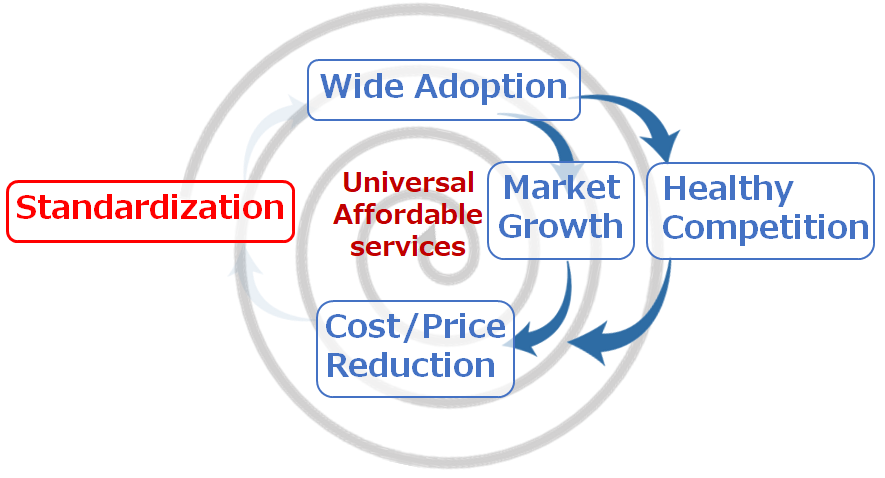 Wide Adoption
Standardization
Universal
Affordable
services
Market
Growth
Healthy
Competition
Cost/Price
Reduction